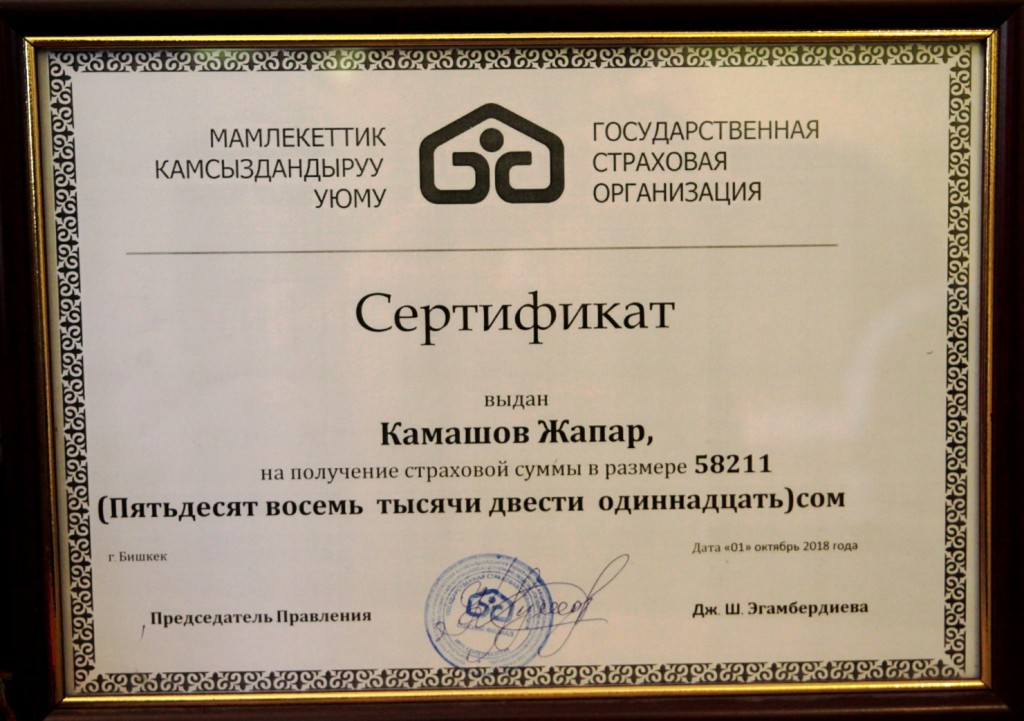 МАМЛЕКЕТТИК
КАМСЫЗДАНДЫРУУ
УЮМУ
ГОСУДАРСТВЕННАЯ
СТРАХОВАЯ
ОРГАНИЗАЦИЯ
Сертификат
выдан
Камашов Жапар,
на получение страховой суммы в размере 58211
(Пятьдесят восемь тысячи двести одиннадцать)сом
г. Бишкек
Дата «01» октябрь 2018 года
Председатель Правления
Дж. Ш. Эгамбердиева